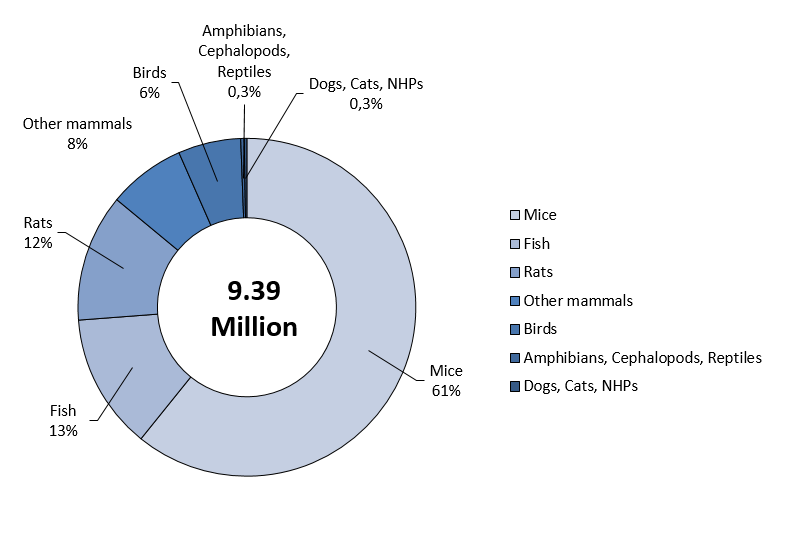 Amphibians,
Cephalopods,
Reptiles
0,3%
Dogs, Cats, NHPs
0,3%
Birds
6%
Other mammals
8%
Rats
12%
Fish
13%
Mice
61%
9.39
Million
Mice
Fish
Rats
Other mammals
Birds
Amphibians, Cephalopods, Reptiles
Dogs, Cats, NHPs